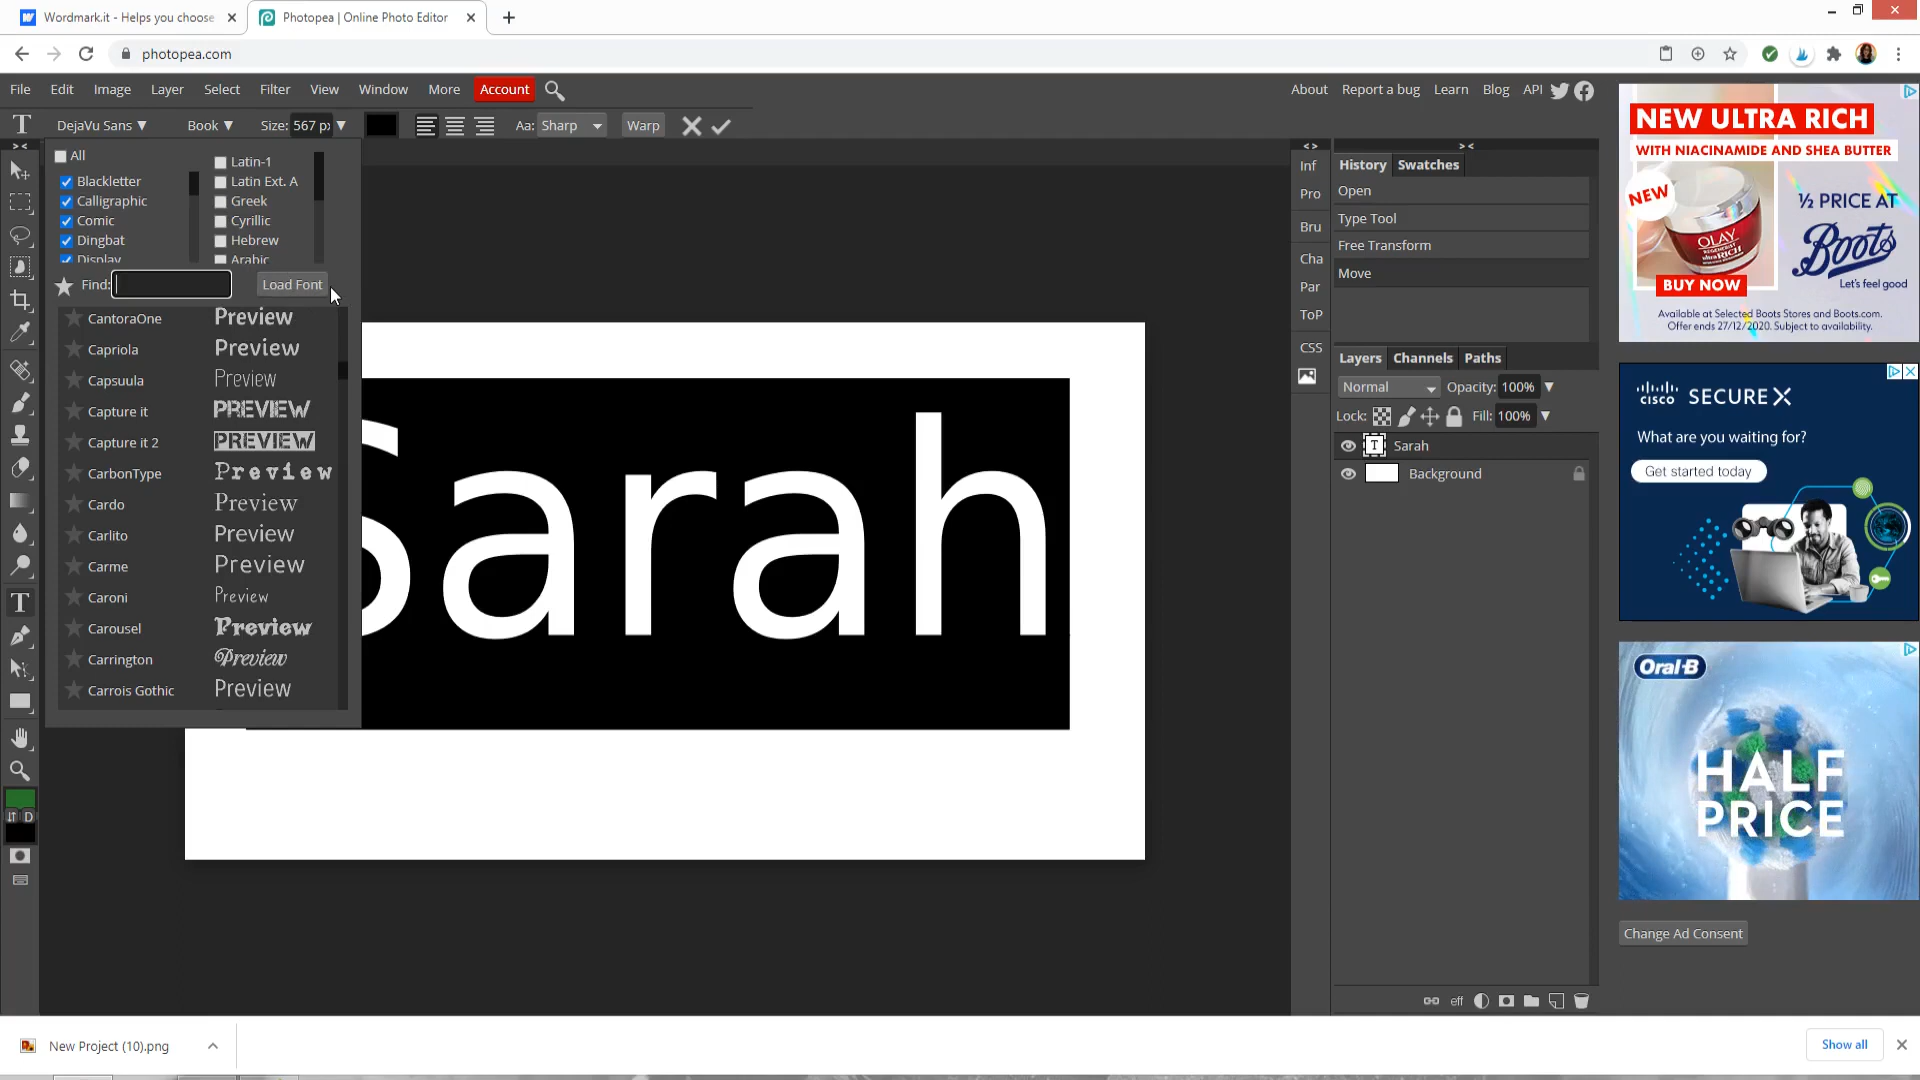 Wordmark.it - Helps you choose
Photopea | Online Photo Editor
photopea.com
File Edit Image Layer Select Filter View Window More Account
About Report a bug Learn Blog API
DejaVu Sans Book Size: 567 px Aa: Sharp Warp
All
Blackletter
Calligraphic
Comic
Dingbat
Display
Latin-1
Latin Ext. A
Greek
Cyrillic
Hebrew
Arabic
Find: Load Font
CantoraOne Preview
Capriola Preview
Capsuula Preview
Capture it PREVIEW
Capture it 2 PREVIEW
CarbonType Preview
Cardo Preview
Carlito Preview
Carme Preview
Caroni Preview
Carousel Preview
Carrington Preview
Carrois Gothic Preview
Sarah
Inf
Pro
Bru
Cha
Par
ToP
CSS
History Swatches
Open
Type Tool
Free Transform
Move
Layers Channels Paths
Normal Opacity: 100%
Lock: Fill: 100%
T Sarah
Background
eff
NEW ULTRA RICH
WITH NIACINAMIDE AND SHEA BUTTER
NEW
½ PRICE AT
Boots
Let's feel good
OLAY
BUY NOW
Available at Selected Boots Stores and Boots.com.
Offer ends 27/12/2020. Subject to availability.
cisco SECURE X
What are you waiting for?
Get started today
Oral-B
HALF
PRICE
Change Ad Consent
D
New Project (10).png
Show all